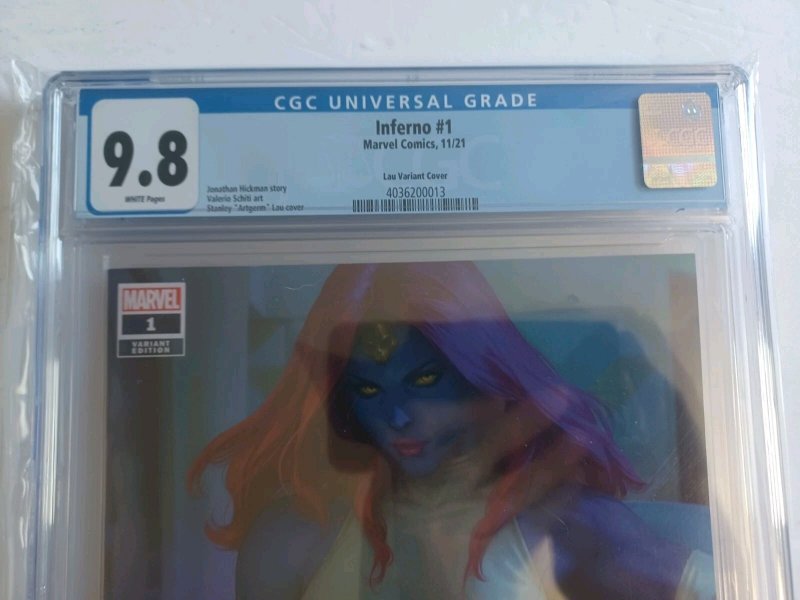 CGC UNIVERSAL GRADE
9.8
WHITE Pages
Inferno #1
Marvel Comics, 11/21
Lau Variant Cover
4036200013
Jonathan Hickman story
Valerio Schiti art
Stanley "Artgerm" Lau cover
CGC
MARVEL
1
VARIANT
EDITION